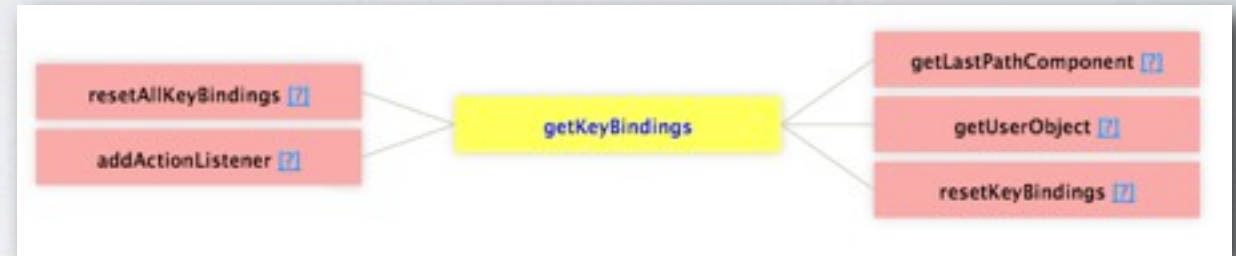 resetAllKeyBindings [?]
addActionListener [?]
getKeyBindings
getLastPathComponent [?]
getUserObject [?]
resetKeyBindings [?]